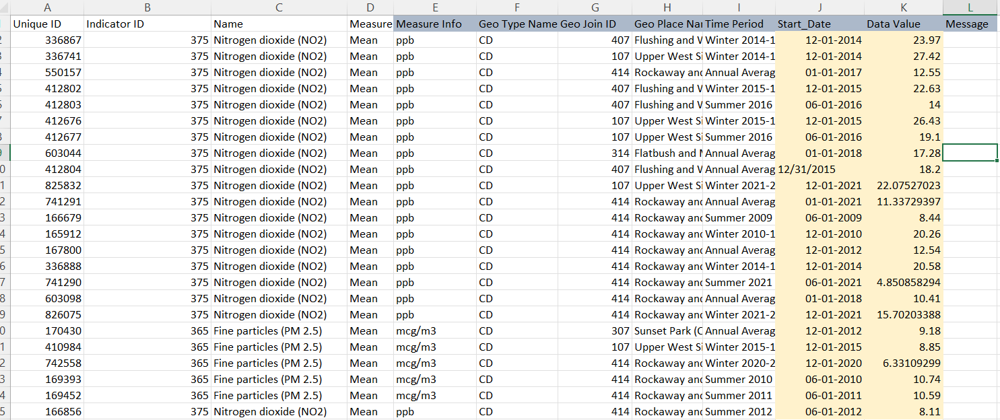 A B C D E F G H I J K L
Unique ID Indicator ID Name Measure Measure Info Geo Type Name Geo Join ID Geo Place Nai Time Period Start_Date Data Value Message
2 336867 375 Nitrogen dioxide (NO2) Mean ppb CD 407 Flushing and W Winter 2014-1 12-01-2014 23.97
3 336741 375 Nitrogen dioxide (NO2) Mean ppb CD 107 Upper West Si Winter 2014-1 12-01-2014 27.42
4 550157 375 Nitrogen dioxide (NO2) Mean ppb CD 414 Rockaway and Annual Averag 01-01-2017 12.55
5 412802 375 Nitrogen dioxide (NO2) Mean ppb CD 407 Flushing and W Winter 2015-1 12-01-2015 22.63
6 412803 375 Nitrogen dioxide (NO2) Mean ppb CD 407 Flushing and W Summer 2016 06-01-2016 14
7 412676 375 Nitrogen dioxide (NO2) Mean ppb CD 107 Upper West Si Winter 2015-1 12-01-2015 26.43
8 412677 375 Nitrogen dioxide (NO2) Mean ppb CD 107 Upper West Si Summer 2016 06-01-2016 19.1
9 603044 375 Nitrogen dioxide (NO2) Mean ppb CD 314 Flatbush and M Annual Averag 01-01-2018 17.28
0 412804 375 Nitrogen dioxide (NO2) Mean ppb CD 407 Flushing and W Annual Averag 12/31/2015 18.2
1 825832 375 Nitrogen dioxide (NO2) Mean ppb CD 107 Upper West Si Winter 2021-2 12-01-2021 22.07527023
2 741291 375 Nitrogen dioxide (NO2) Mean ppb CD 414 Rockaway and Annual Averag 01-01-2021 11.33729397
3 166679 375 Nitrogen dioxide (NO2) Mean ppb CD 414 Rockaway and Summer 2009 06-01-2009 8.44
4 165912 375 Nitrogen dioxide (NO2) Mean ppb CD 414 Rockaway and Winter 2010-1 12-01-2010 20.26
5 167800 375 Nitrogen dioxide (NO2) Mean ppb CD 414 Rockaway and Annual Averag 12-01-2012 12.54
6 336888 375 Nitrogen dioxide (NO2) Mean ppb CD 414 Rockaway and Winter 2014-1 12-01-2014 20.58
7 741290 375 Nitrogen dioxide (NO2) Mean ppb CD 414 Rockaway and Summer 2021 06-01-2021 4.850858294
8 603098 375 Nitrogen dioxide (NO2) Mean ppb CD 414 Rockaway and Annual Averag 01-01-2018 10.41
9 826075 375 Nitrogen dioxide (NO2) Mean ppb CD 414 Rockaway and Winter 2021-2 12-01-2021 15.70203388
0 170430 365 Fine particles (PM 2.5) Mean mcg/m3 CD 307 Sunset Park (C Annual Averag 12-01-2012 9.18
1 410984 365 Fine particles (PM 2.5) Mean mcg/m3 CD 107 Upper West Si Winter 2015-1 12-01-2015 8.85
2 742558 365 Fine particles (PM 2.5) Mean mcg/m3 CD 414 Rockaway and Winter 2020-2 12-01-2020 6.33109299
3 169393 365 Fine particles (PM 2.5) Mean mcg/m3 CD 414 Rockaway and Summer 2010 06-01-2010 10.74
4 169452 365 Fine particles (PM 2.5) Mean mcg/m3 CD 414 Rockaway and Summer 2011 06-01-2011 10.59
5 166856 375 Nitrogen dioxide (NO2) Mean ppb CD 414 Rockaway and Summer 2012 06-01-2012 8.11